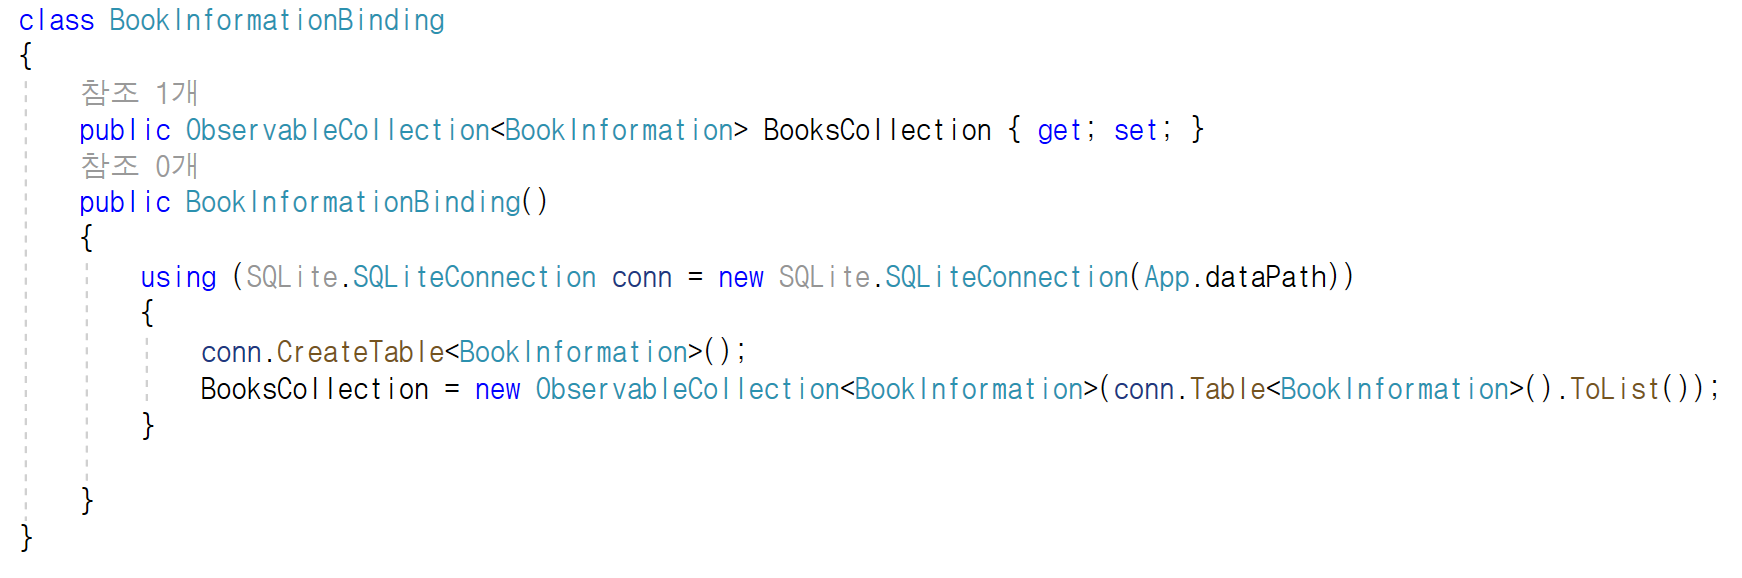 class BookInformationBinding
{
참조 1개
public ObservableCollection<BookInformation> BooksCollection { get; set; }
참조 0개
public BookInformationBinding()
{
using (SQLite.SQLiteConnection conn = new SQLite.SQLiteConnection(App.dataPath))
{
conn.CreateTable<BookInformation>();
BooksCollection = new ObservableCollection<BookInformation>(conn.Table<BookInformation>().ToList());
}
}
}